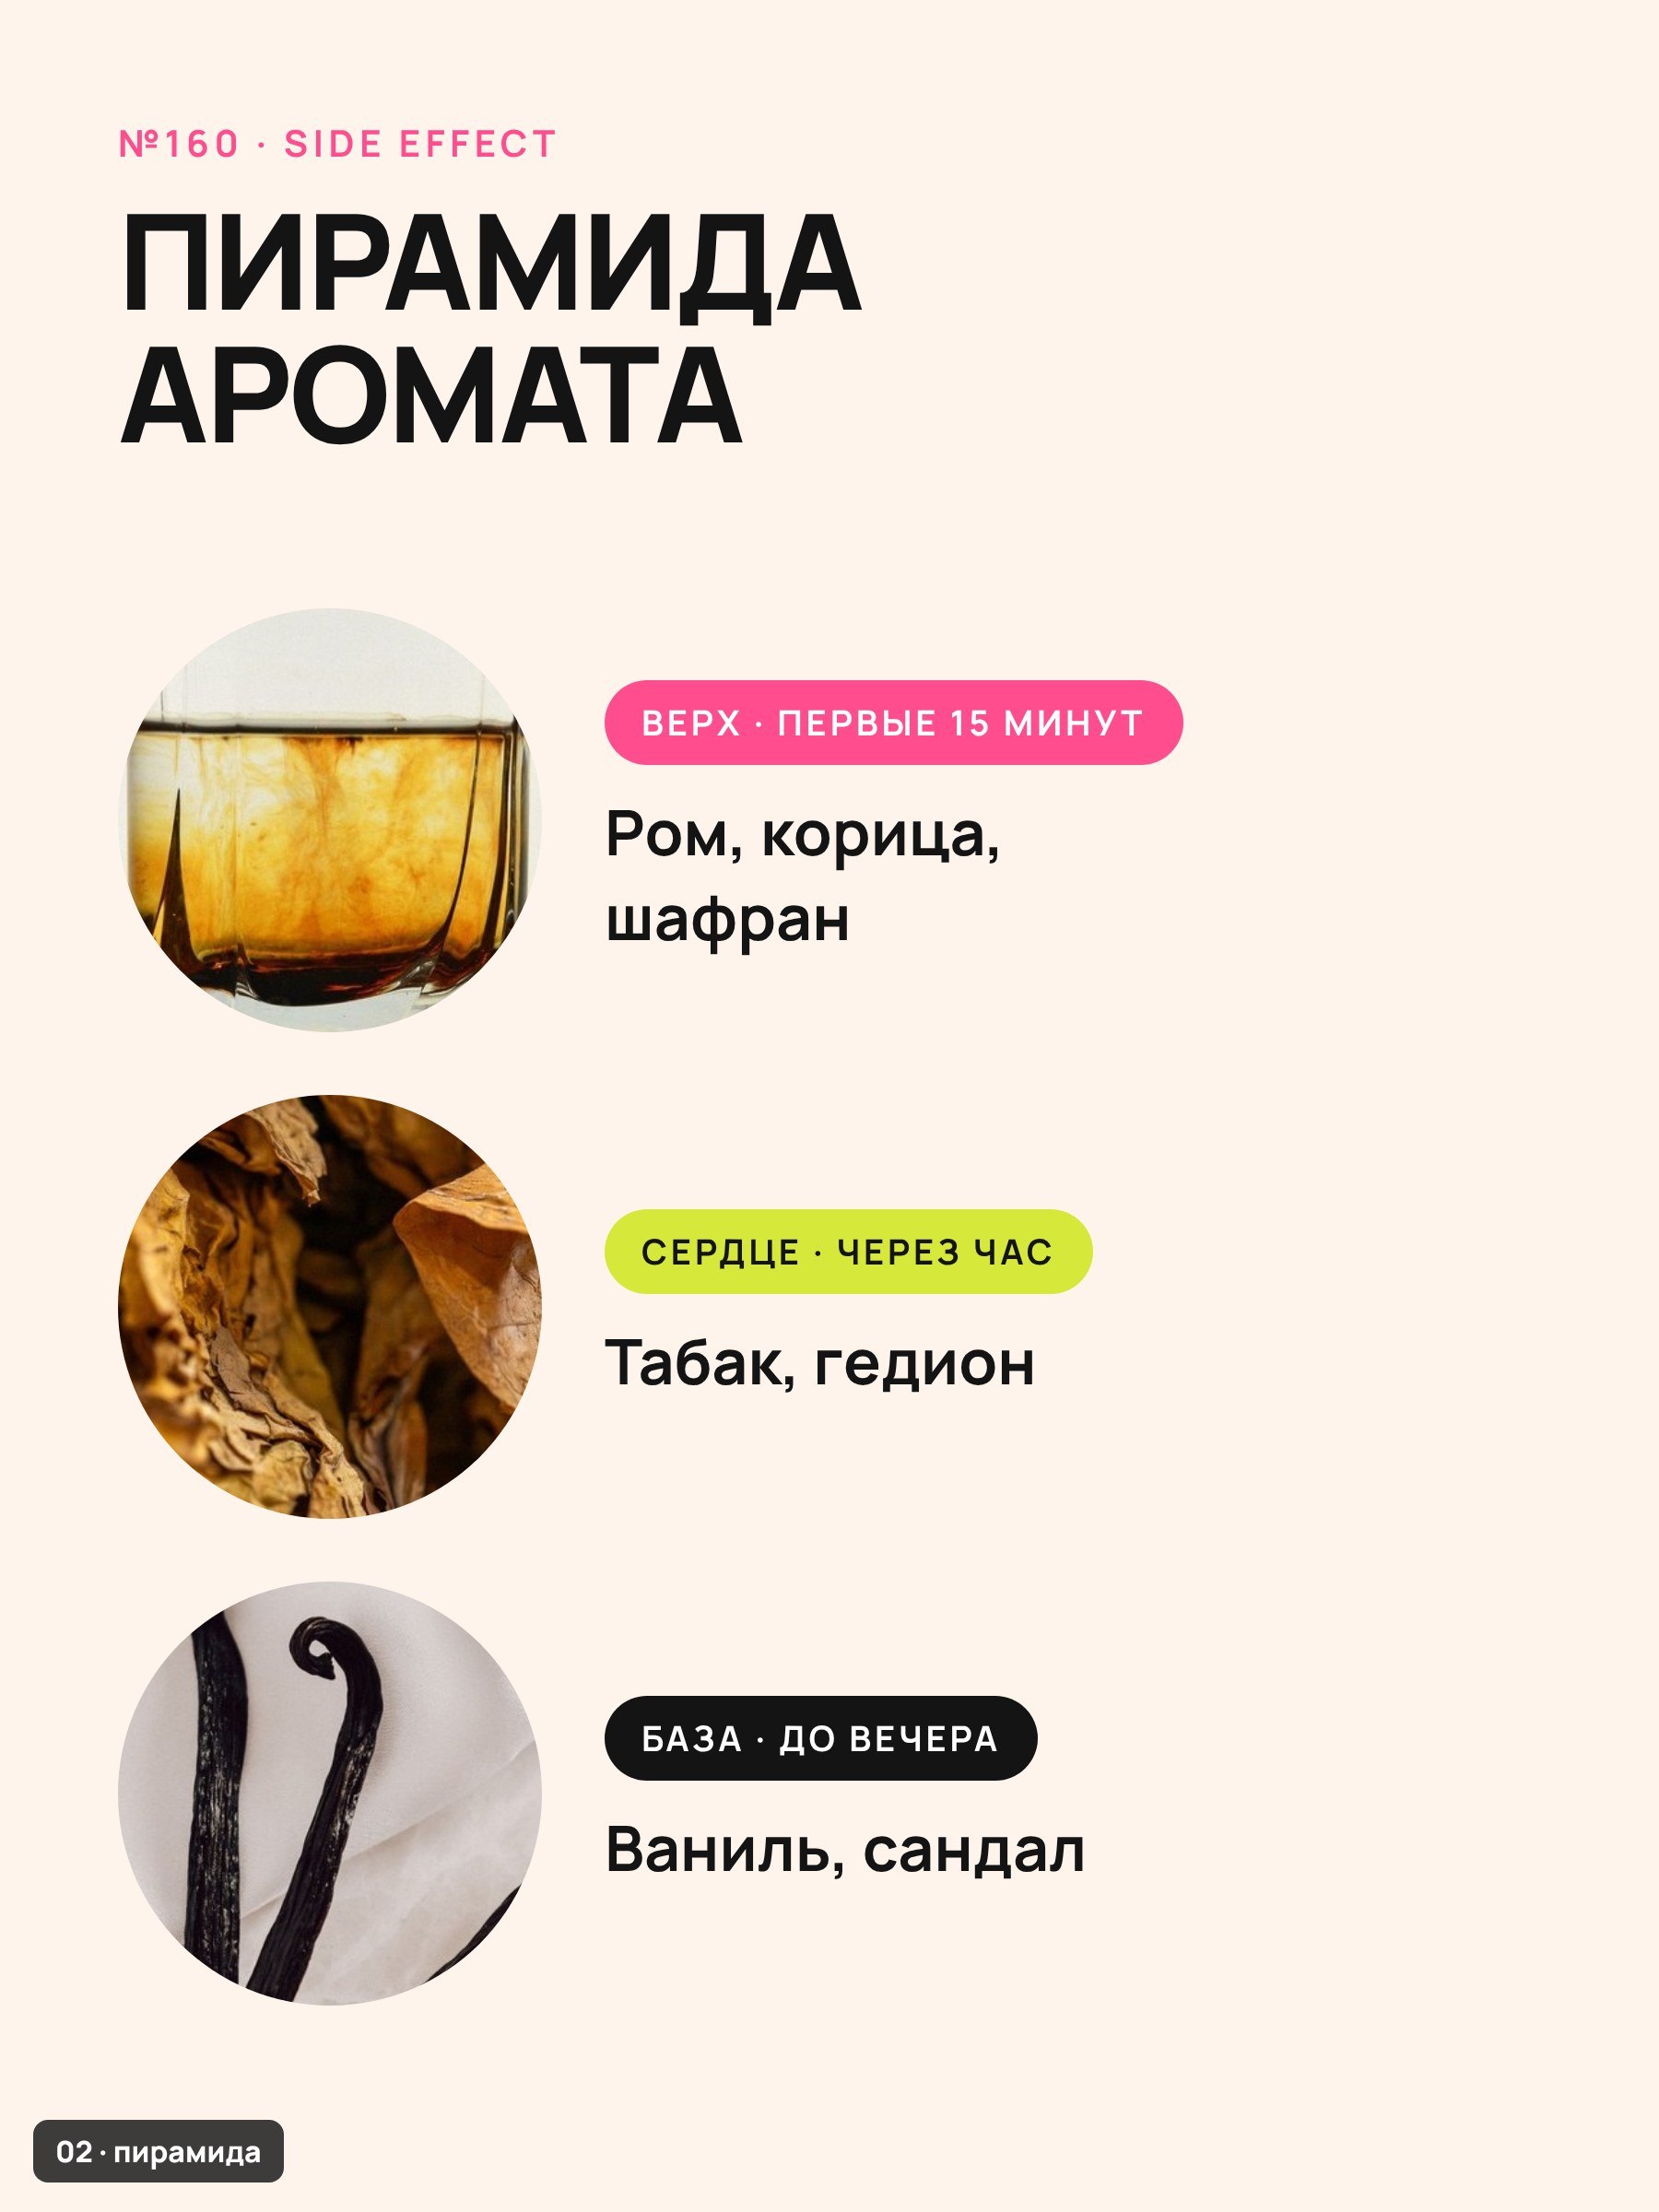 №160 · SIDE EFFECT
ПИРАМИДА
АРОМАТА
ВЕРХ · ПЕРВЫЕ 15 МИНУТ
Ром, корица,
шафран
СЕРДЦЕ · ЧЕРЕЗ ЧАС
Табак, гедион
БАЗА · ДО ВЕЧЕРА
Ваниль, сандал
02 · пирамида